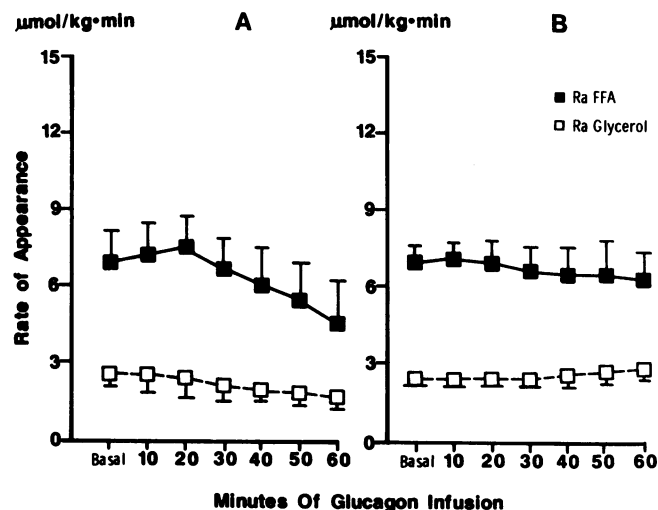 µmol/kg•min A µmol/kg•min B
15 15
Ra FFA
Ra Glycerol
12 12
9 9
6 6
3 3
0 0
Rate of Appearance
Basal 10 20 30 40 50 60 Basal 10 20 30 40 50 60
Minutes Of Glucagon Infusion